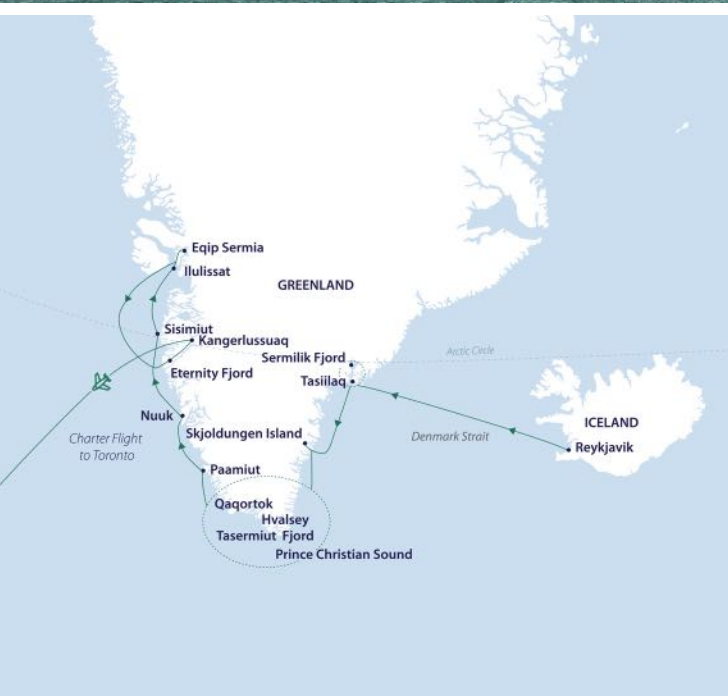 Eqip Sermia
Ilulissat
GREENLAND
Sisimiut
Kangerlussuaq
Arctic Circle
Sermilik Fjord
Eternity Fjord
Tasiilaq
Nuuk
Skjoldungen Island
ICELAND
Denmark Strait
Charter Flight
to Toronto
Reykjavik
Paamiut
Qaqortok
Hvalsey
Tasermiut Fjord
Prince Christian Sound